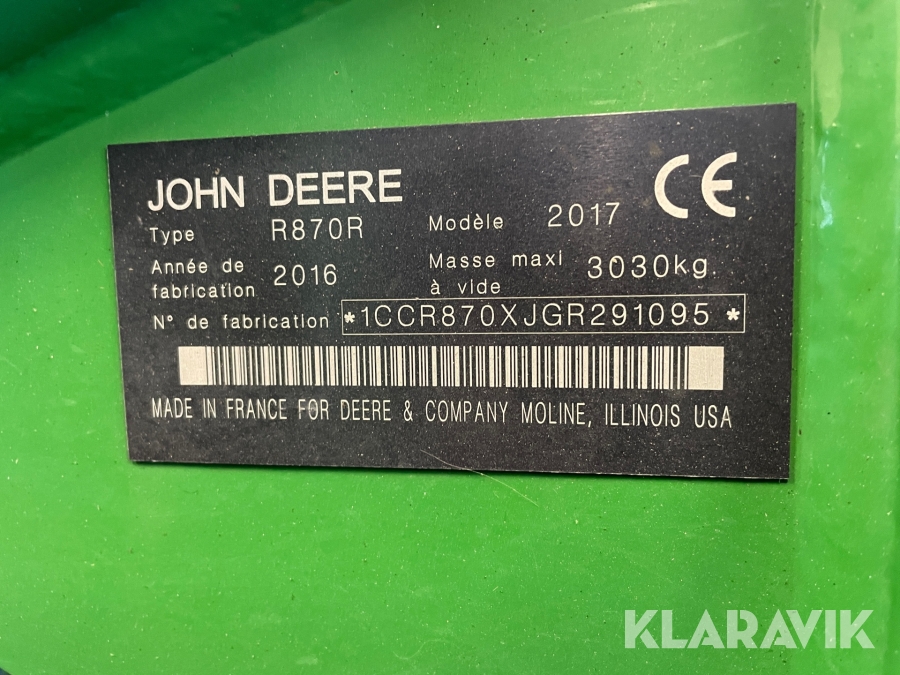 JOHN DEERE CE
Type R870R Modèle 2017
Année de fabrication 2016 Masse maxi à vide 3030kg.
N° de fabrication *1CCR870XJGR291095*
MADE IN FRANCE FOR DEERE & COMPANY MOLINE, ILLINOIS USA
KLARAVIK